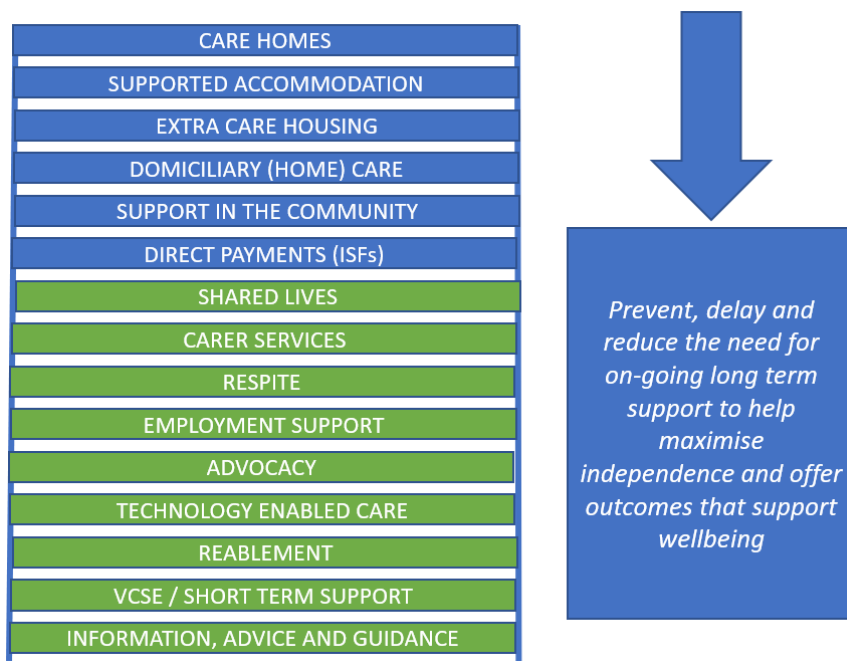 CARE HOMES
SUPPORTED ACCOMMODATION
EXTRA CARE HOUSING
DOMICILIARY (HOME) CARE
SUPPORT IN THE COMMUNITY
DIRECT PAYMENTS (ISFs)
SHARED LIVES
CARER SERVICES
RESPITE
EMPLOYMENT SUPPORT
ADVOCACY
TECHNOLOGY ENABLED CARE
REABLEMENT
VCSE / SHORT TERM SUPPORT
INFORMATION, ADVICE AND GUIDANCE
Prevent, delay and
reduce the need for
on-going long term
support to help
maximise
independence and offer
outcomes that support
wellbeing